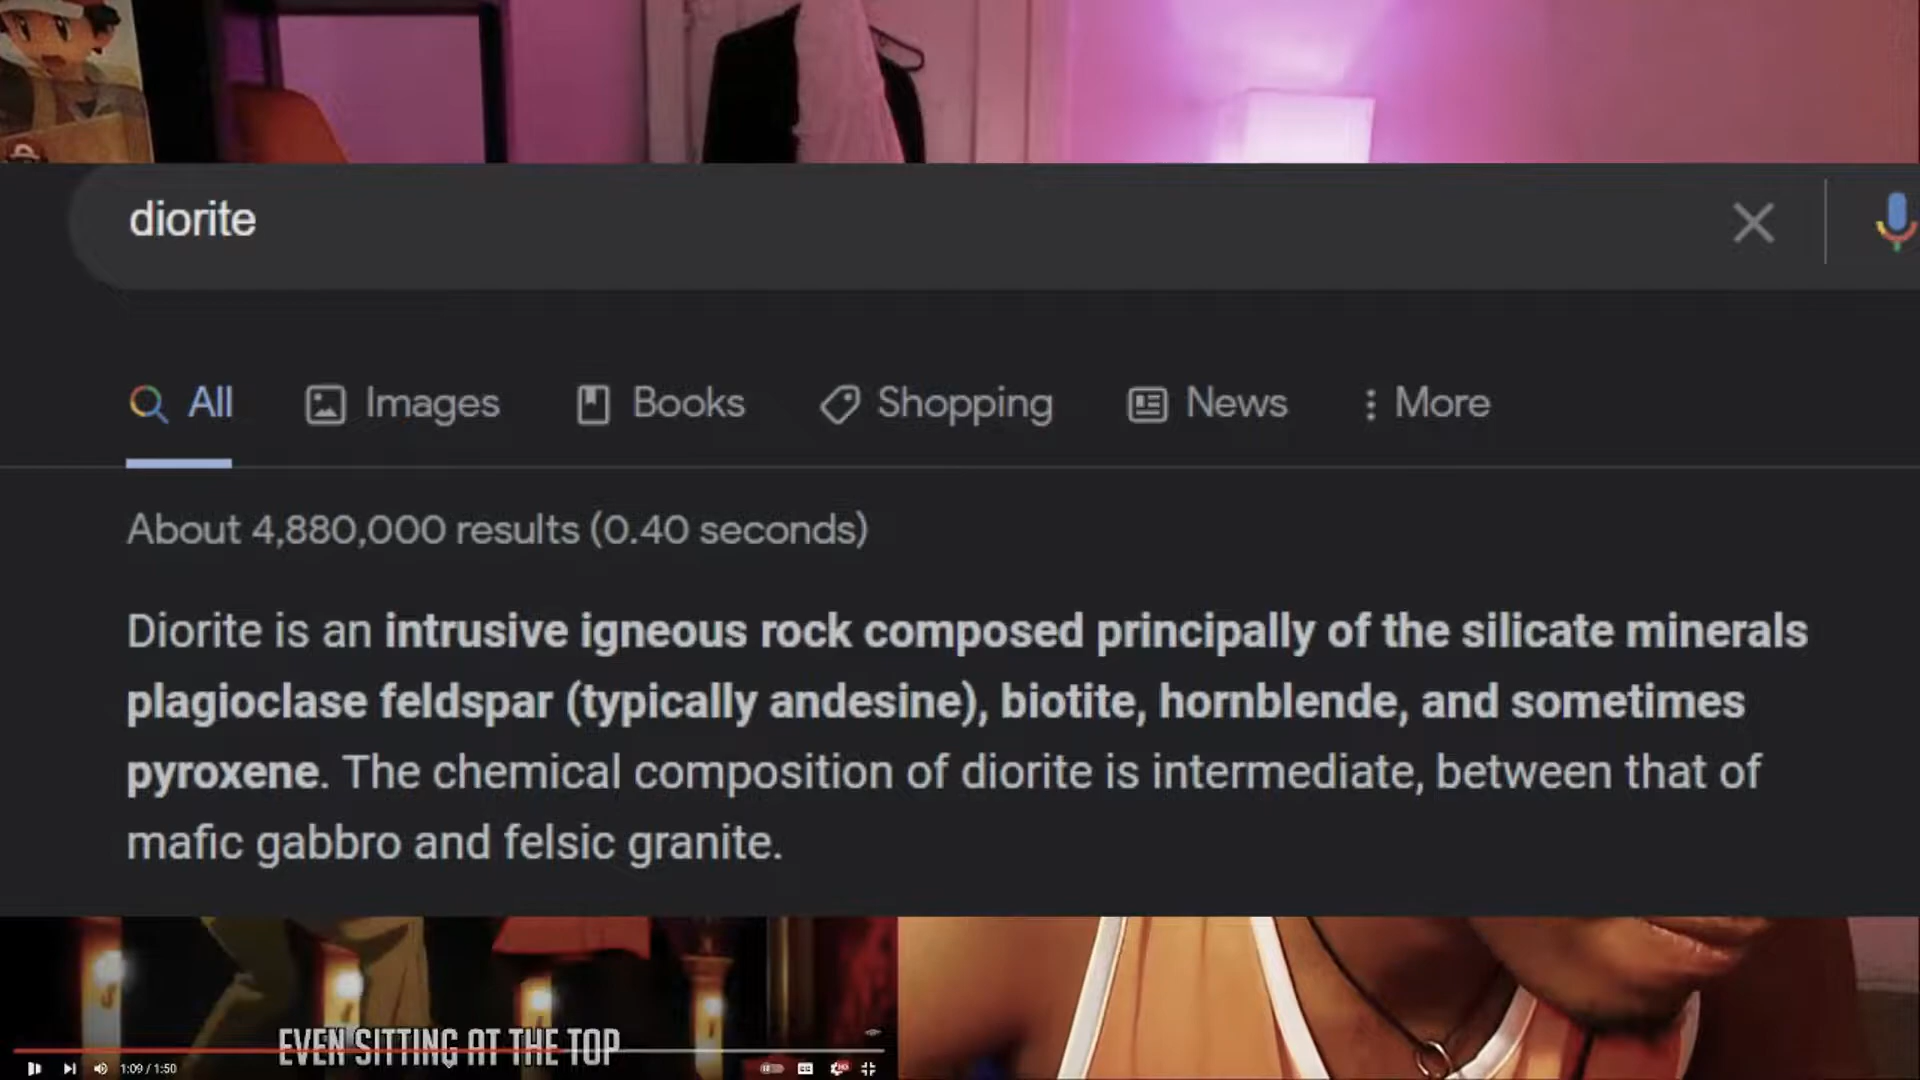 diorite
All Images Books Shopping News More
About 4,880,000 results (0.40 seconds)
Diorite is an intrusive igneous rock composed principally of the silicate minerals
plagioclase feldspar (typically andesine), biotite, hornblende, and sometimes
pyroxene. The chemical composition of diorite is intermediate, between that of
mafic gabbro and felsic granite.
EVEN SITTING AT THE TOP
1:09 / 1:50